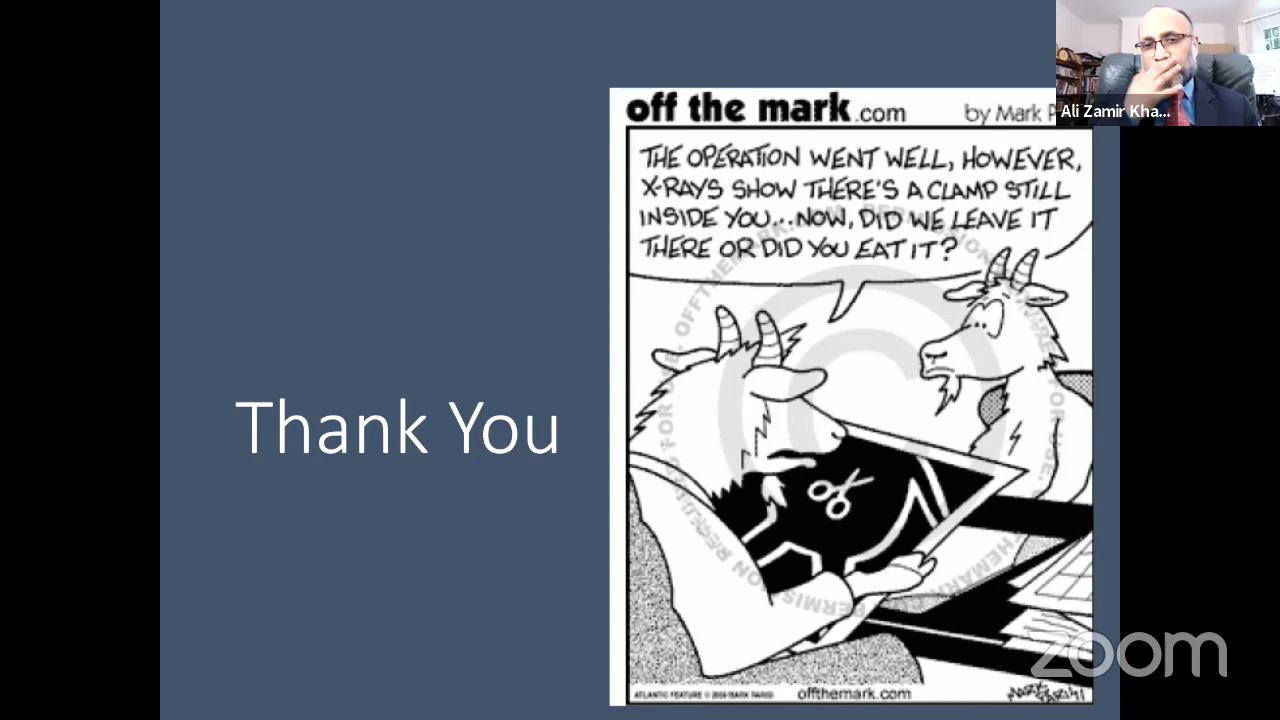 off the mark.com by Mark P
Ali Zamir Kha...
THE OPERATION WENT WELL, HOWEVER,
X-RAYS SHOW THERE'S A CLAMP STILL
INSIDE YOU...NOW, DID WE LEAVE IT
THERE OR DID YOU EAT IT?
Thank You
ATLANTIC FEATURE © 2009 MARK PARISI
offthemark.com
zoom